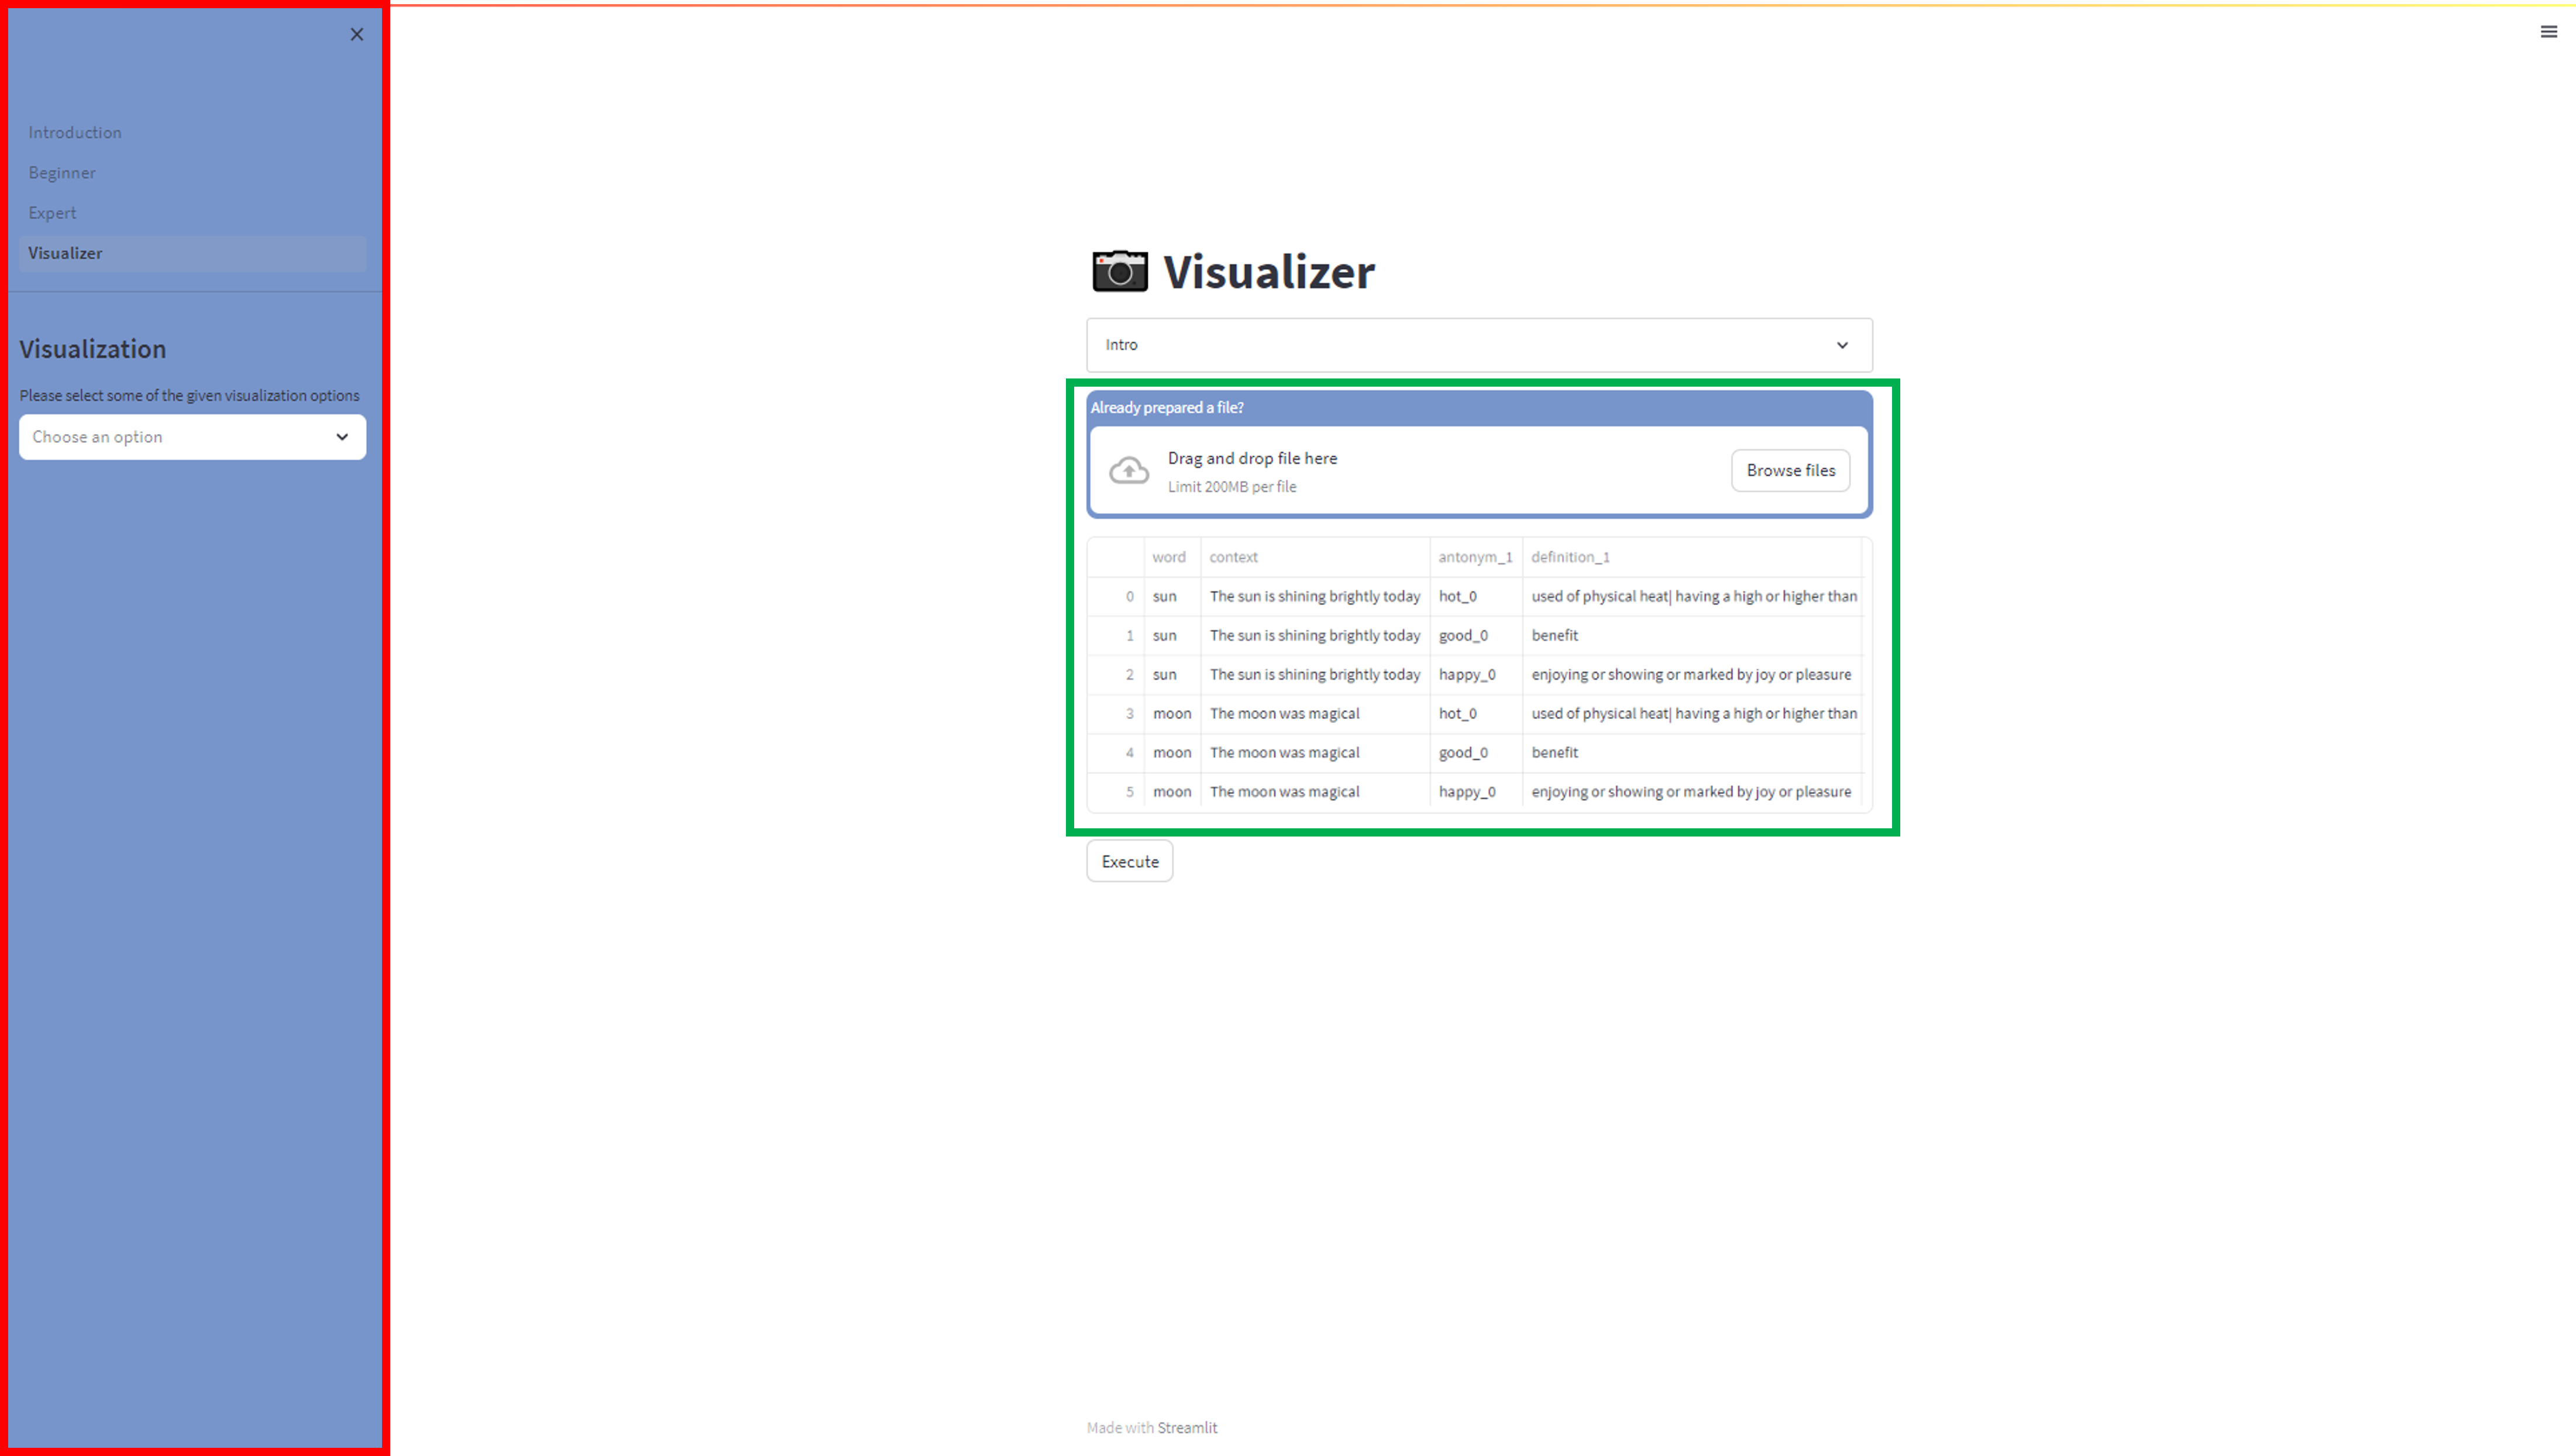 Introduction
Beginner
Expert
Visualizer
Visualization
Please select some of the given visualization options
Choose an option
Visualizer
Intro
Already prepared a file?
Drag and drop file here
Limit 200MB per file
Browse files
word context antonym_1 definition_1
0 sun The sun is shining brightly today hot_0 used of physical heat| having a high or higher than
1 sun The sun is shining brightly today good_0 benefit
2 sun The sun is shining brightly today happy_0 enjoying or showing or marked by joy or pleasure
3 moon The moon was magical hot_0 used of physical heat| having a high or higher than
4 moon The moon was magical good_0 benefit
5 moon The moon was magical happy_0 enjoying or showing or marked by joy or pleasure
Execute
Made with Streamlit